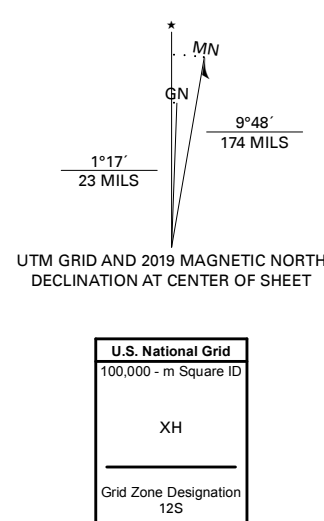 ★
MN
GN
9°48´
174 MILS
1°17´
23 MILS
UTM GRID AND 2019 MAGNETIC NORTH
DECLINATION AT CENTER OF SHEET
U.S. National Grid
100,000 - m Square ID
XH
Grid Zone Designation
12S